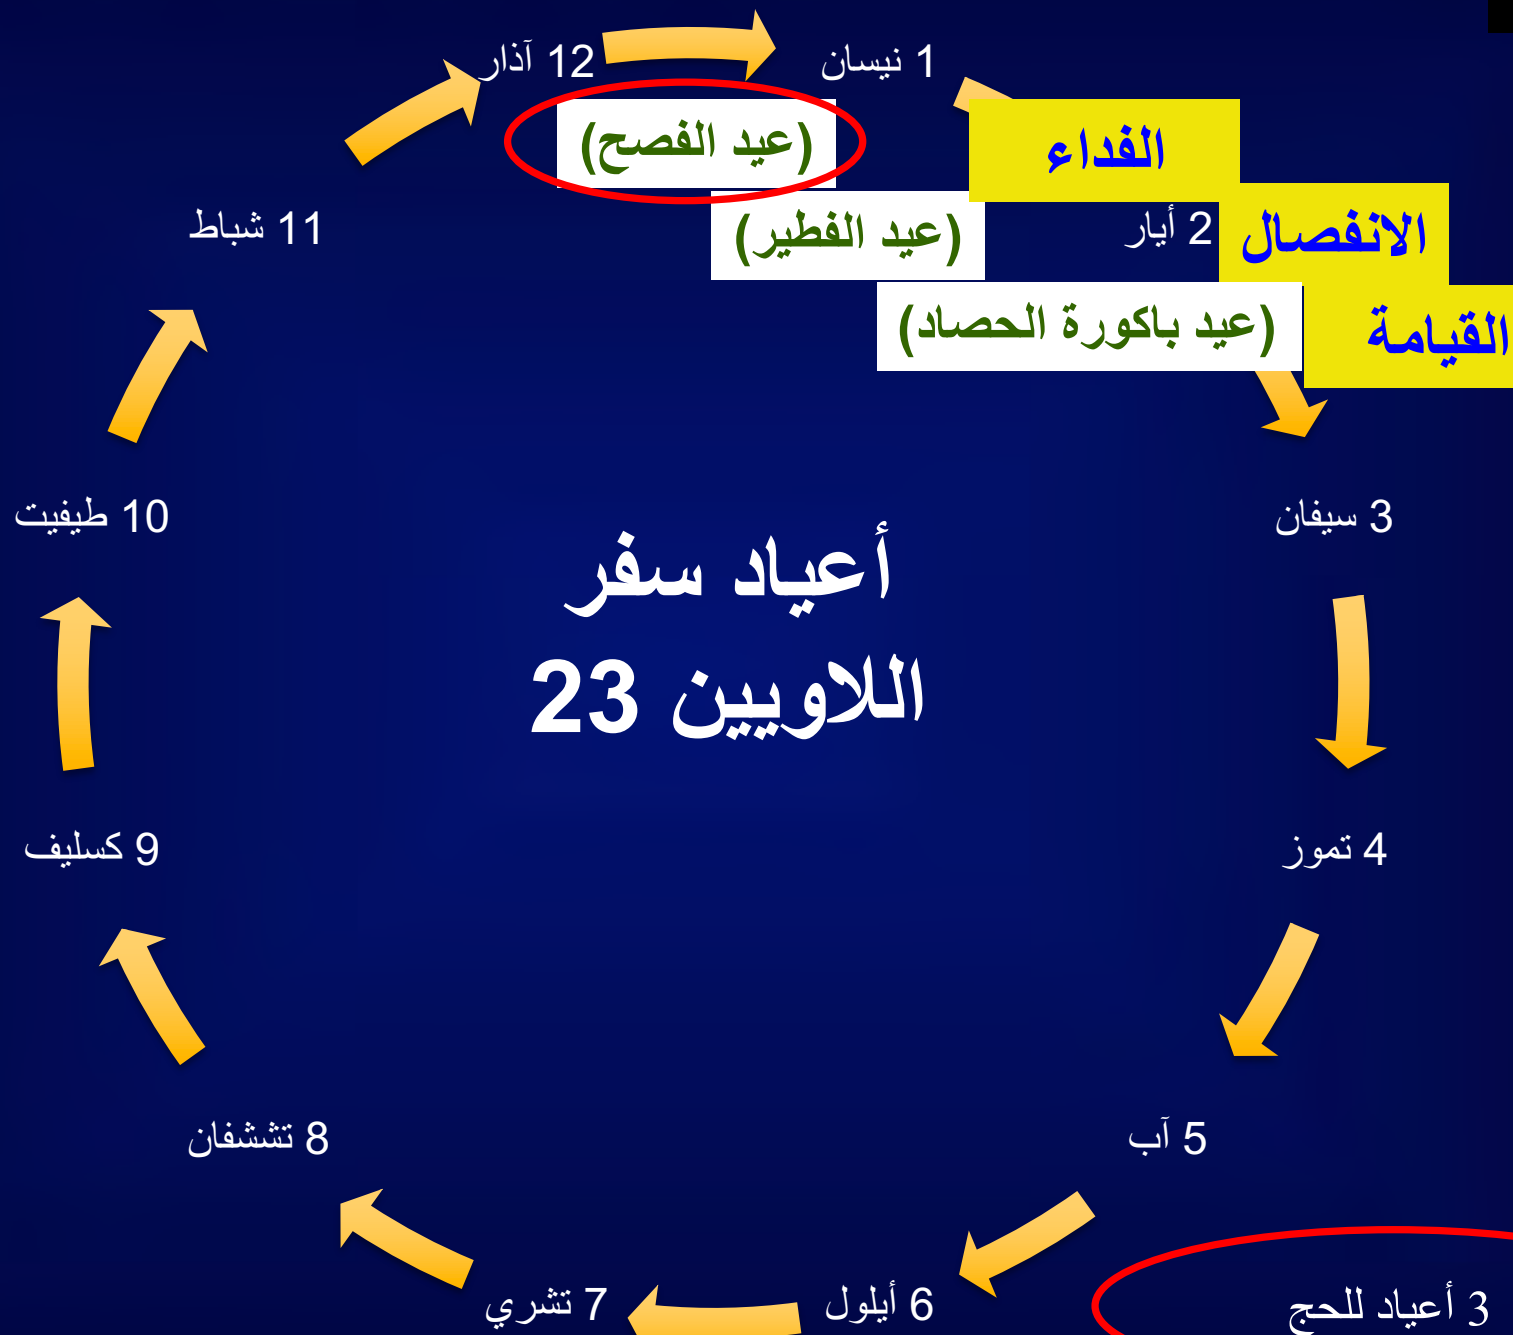 12 آذار
1 نيسان
(عيد الفصح)
الفداء
(عيد الفطير)
2 أيار
الانفصال
(عيد باكورة الحصاد)
القيامة
11 شباط
10 طيفيت
3 سيفان
أعياد سفر
اللاويين 23
9 كسليف
4 تموز
8 تششفان
5 آب
7 تشري
6 أيلول
3 أعياد للحج